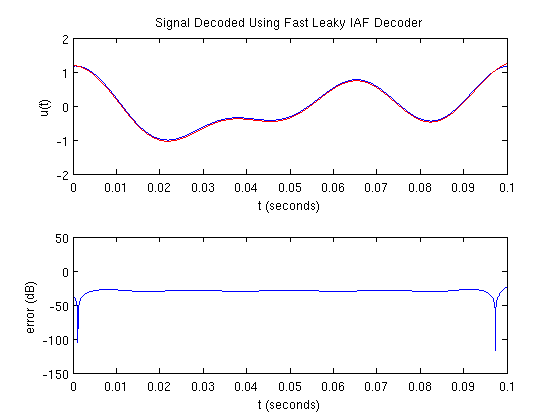 Signal Decoded Using Fast Leaky IAF Decoder
2
1
0
-1
-2
u(t)
0 0.01 0.02 0.03 0.04 0.05 0.06 0.07 0.08 0.09 0.1
t (seconds)
50
0
-50
-100
-150
error (dB)
0 0.01 0.02 0.03 0.04 0.05 0.06 0.07 0.08 0.09 0.1
t (seconds)